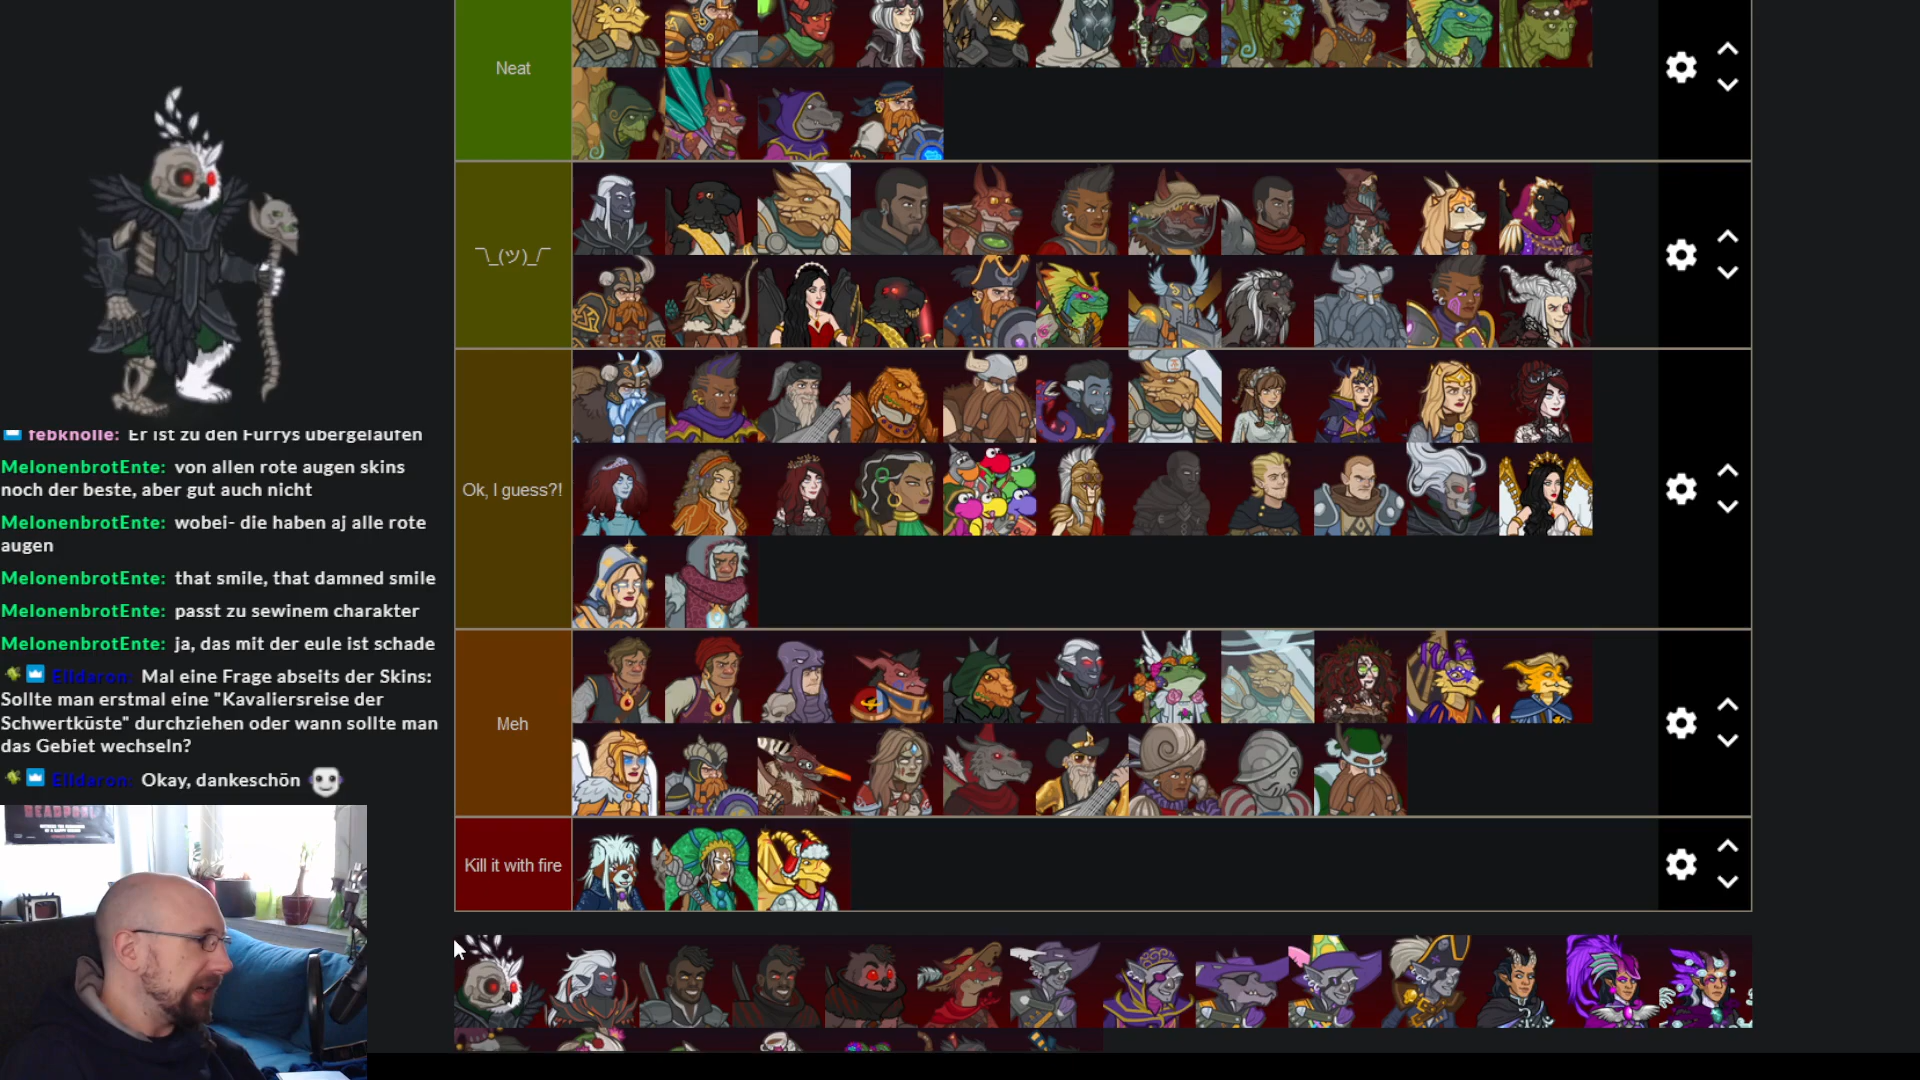 Neat
¯\_(ツ)_/¯
Ok, I guess?!
Meh
Kill it with fire
febknolle: Er ist zu den Furrys übergelaufen
MelonenbrotEnte: von allen rote augen skins
noch der beste, aber gut auch nicht
MelonenbrotEnte: wobei- die haben aj alle rote
augen
MelonenbrotEnte: that smile, that damned smile
MelonenbrotEnte: passt zu sewinem charakter
MelonenbrotEnte: ja, das mit der eule ist schade
Elldaron: Mal eine Frage abseits der Skins:
Sollte man erstmal eine "Kavaliersreise der
Schwertküste" durchziehen oder wann sollte man
das Gebiet wechseln?
Elldaron: Okay, dankeschön
DEADPOOL